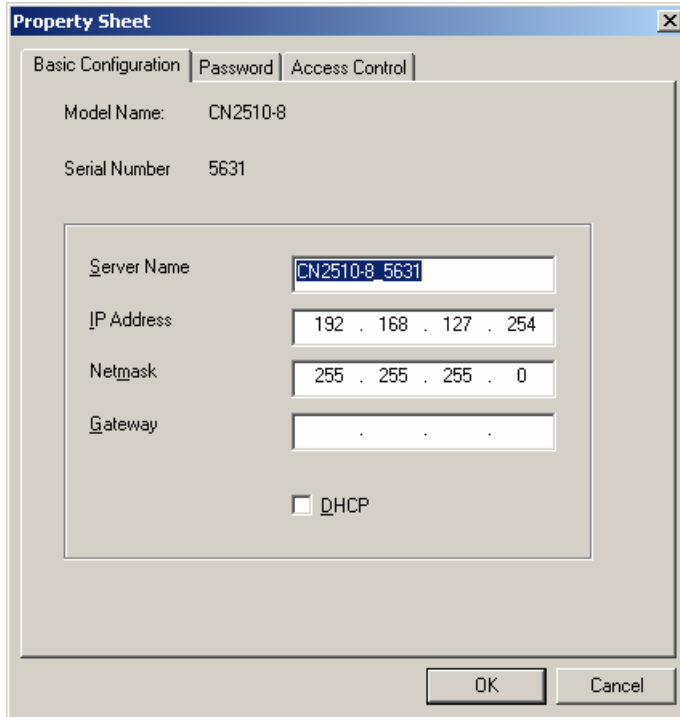 Property Sheet
Basic Configuration Password Access Control
Model Name: CN2510-8
Serial Number 5631
Server Name CN2510-8_5631
IP Address 192 . 168 . 127 . 254
Netmask 255 . 255 . 255 . 0
Gateway . . .
DHCP
OK Cancel